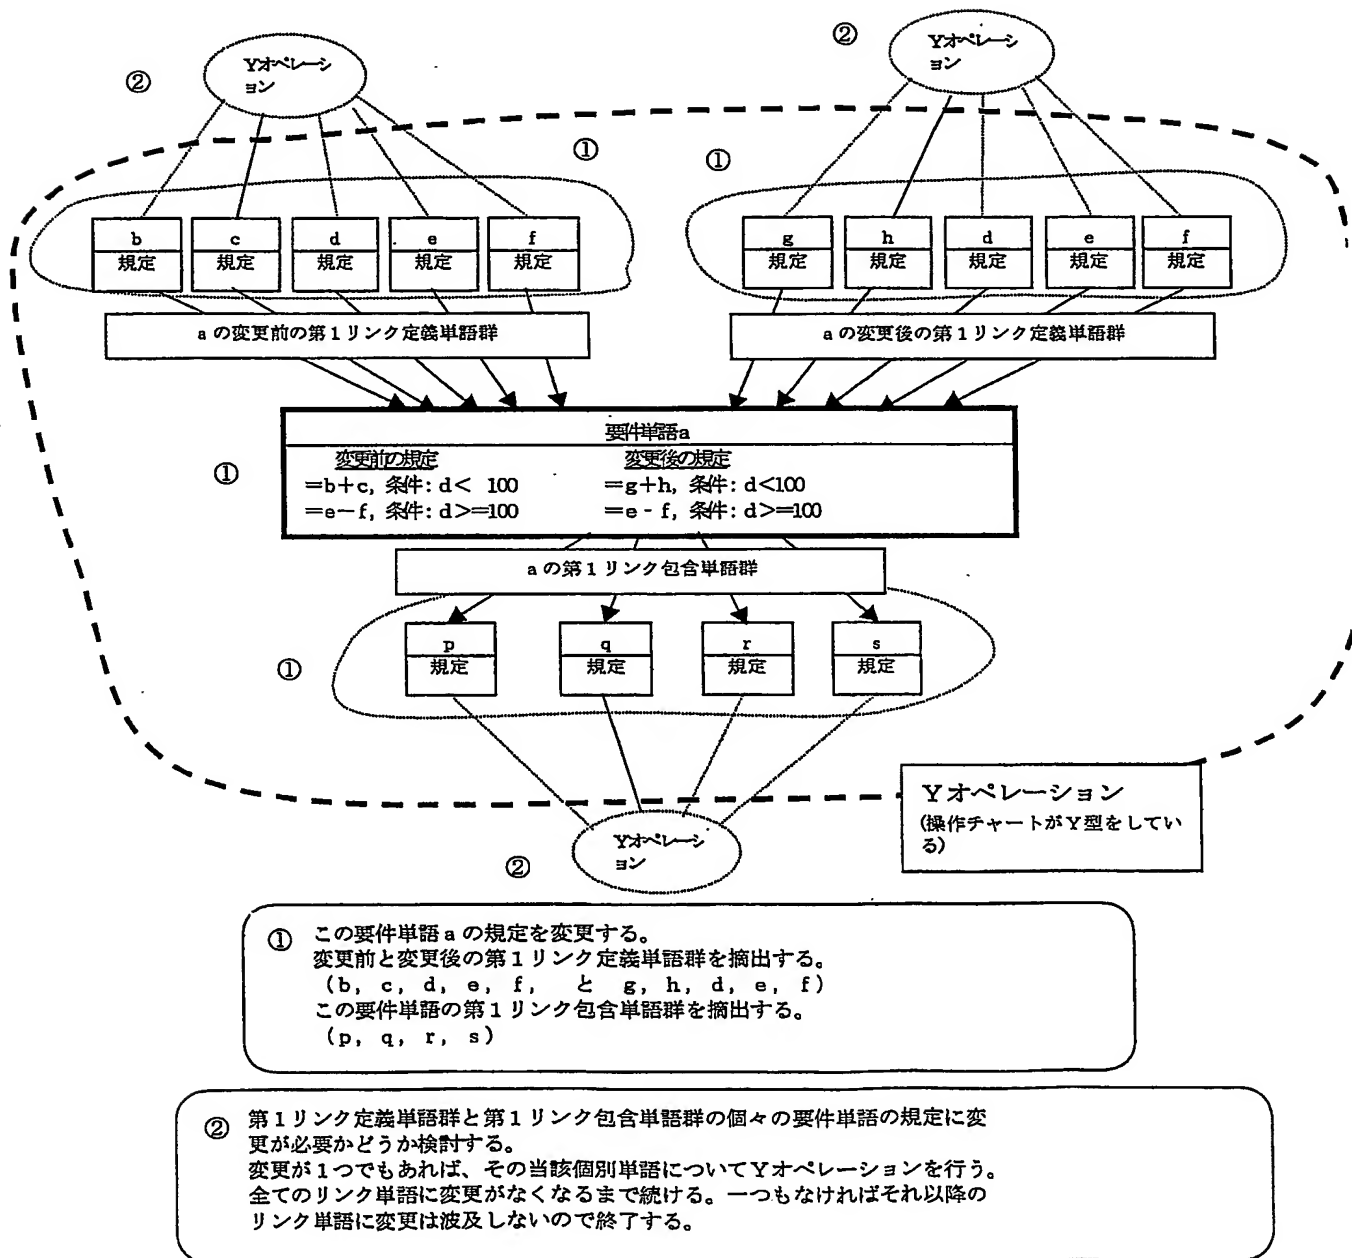 ② Yオペレーシ
ョン
② Yオペレーシ
ョン
①
①
b
規定
c
規定
d
規定
e
規定
f
規定
g
規定
h
規定
d
規定
e
規定
f
規定
aの変更前の第1リンク定義単語群
aの変更後の第1リンク定義単語群
①
要件単語a
変更前の規定
=b+c, 条件: d< 100
=e-f, 条件: d>=100
変更後の規定
=g+h, 条件: d<100
=e - f, 条件: d>=100
aの第1リンク包含単語群
①
p
規定
q
規定
r
規定
s
規定
② Yオペレーシ
ョン
Yオペレーション
(操作チャートがY型をしてい
る)
① この要件単語aの規定を変更する。
変更前と変更後の第1リンク定義単語群を摘出する。
(b, c, d, e, f, と g, h, d, e, f)
この要件単語の第1リンク包含単語群を摘出する。
(p, q, r, s)
② 第1リンク定義単語群と第1リンク包含単語群の個々の要件単語の規定に変
更が必要かどうか検討する。
変更が1つでもあれば、その当該個別単語についてYオペレーションを行う。
全てのリンク単語に変更がなくなるまで続ける。一つもなければそれ以降の
リンク単語に変更は波及しないので終了する。